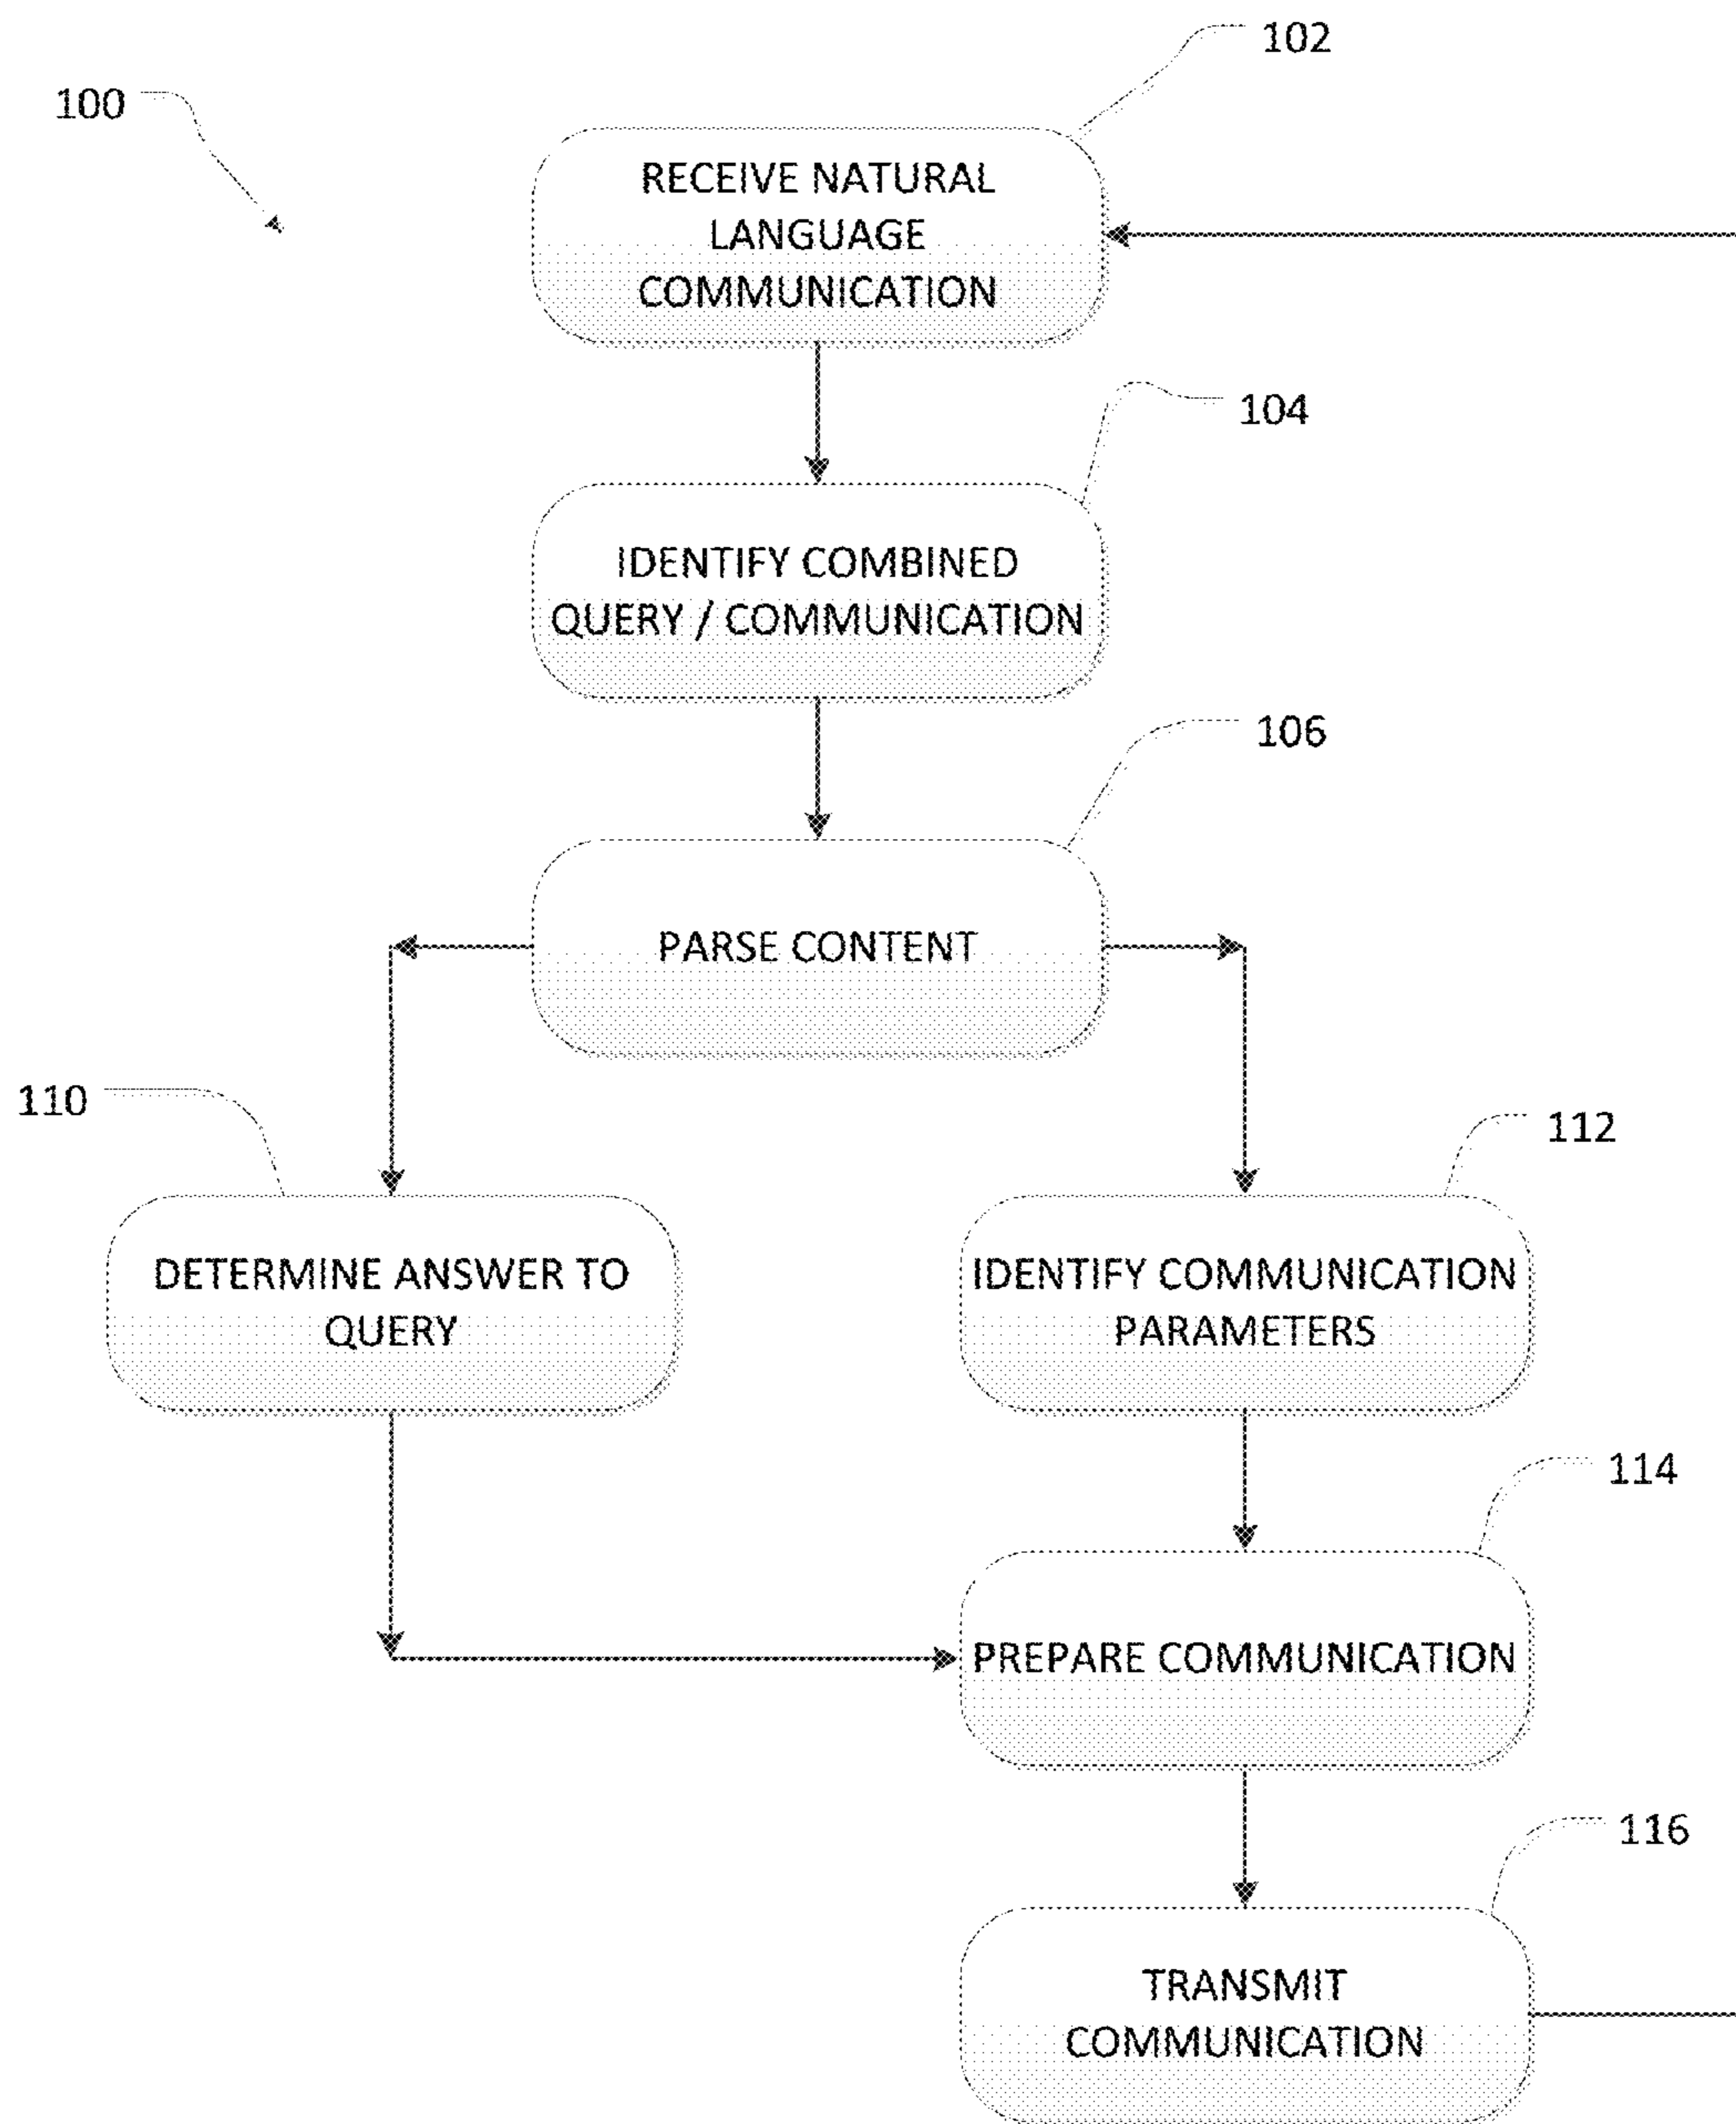 102
100
RECEIVE NATURAL
LANGUAGE
COMMUNICATION
104
IDENTIFY COMBINED
QUERY / COMMUNICATION
106
PARSE CONTENT
110
112
DETERMINE ANSWER TO
QUERY
IDENTIFY COMMUNICATION
PARAMETERS
114
PREPARE COMMUNICATION
116
TRANSMIT
COMMUNICATION